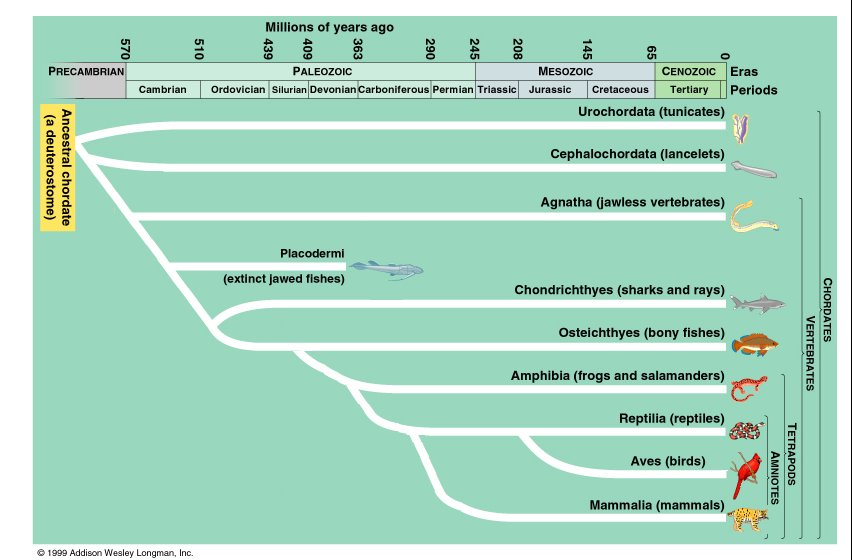 Millions of years ago
570 510 439 409 363 290 245 208 145 65 0
PRECAMBRIAN PALEOZOIC MESOZOIC CENOZOIC Eras
Cambrian Ordovician Silurian Devonian Carboniferous Permian Triassic Jurassic Cretaceous Tertiary Periods
Ancestral chordate
(a deuterostome)
Urochordata (tunicates)
Cephalochordata (lancelets)
Agnatha (jawless vertebrates)
Placodermi
(extinct jawed fishes)
Chondrichthyes (sharks and rays)
Osteichthyes (bony fishes)
Amphibia (frogs and salamanders)
Reptilia (reptiles)
Aves (birds)
Mammalia (mammals)
CHORDATES
VERTEBRATES
TETRAPODS
AMNIOTES
© 1999 Addison Wesley Longman, Inc.